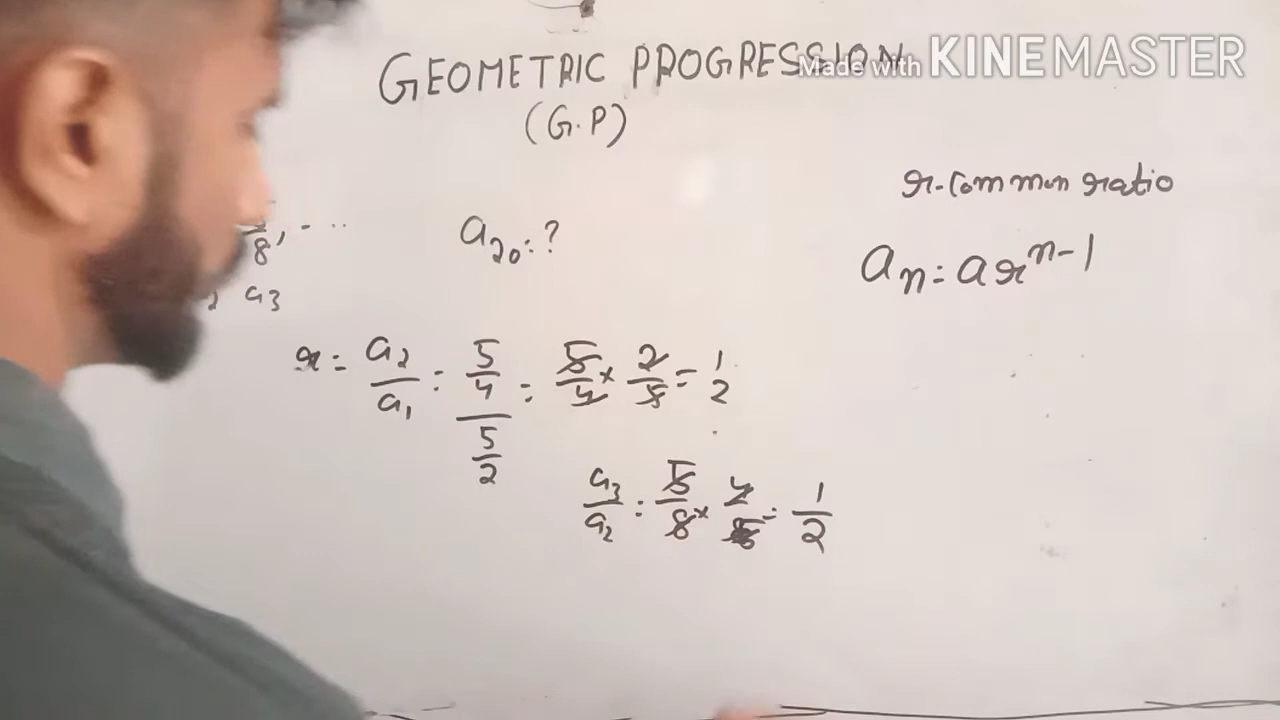 GEOMETRIC PROGRESSION
Made with KINEMASTER
(G.P)
r-Common ratio
8, - ..
a₂₀ = ?
aₙ = arⁿ⁻¹
a₃
r = a₂/a₁ = (5/4)/(5/2) = 5/4 × 2/5 = 1/2
a₃/a₂ = 5/8 × 4/5 = 1/2